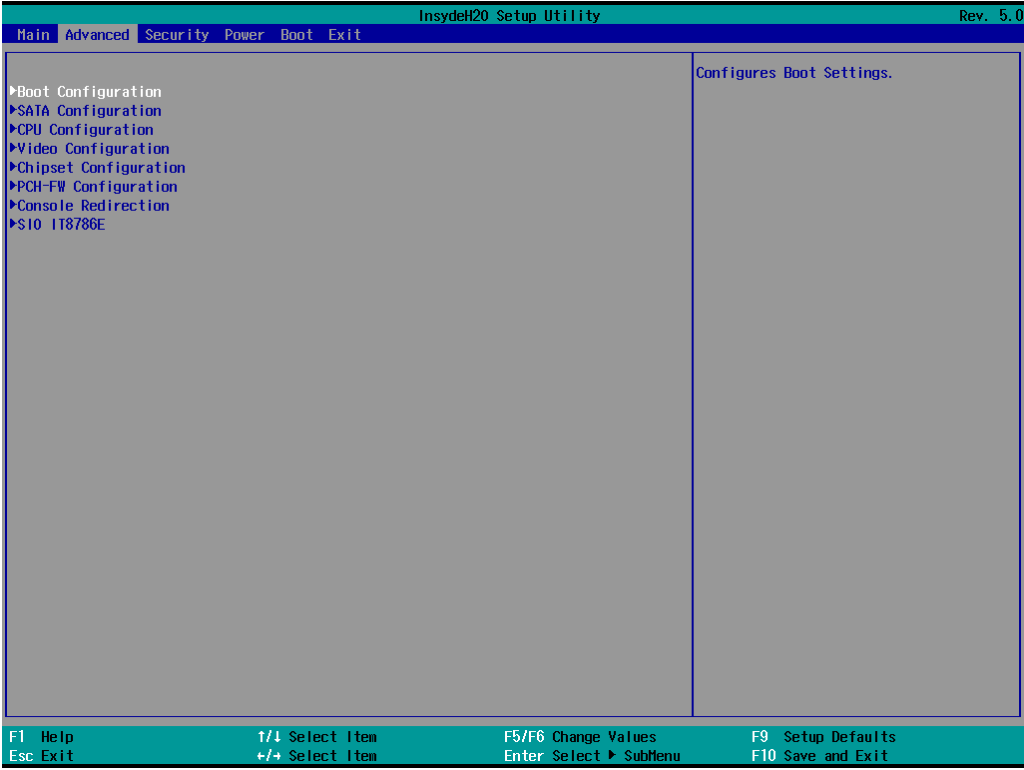 InsydeH20 Setup Utility Rev. 5.0
Main Advanced Security Power Boot Exit
Configures Boot Settings.
▶Boot Configuration
▶SATA Configuration
▶CPU Configuration
▶Video Configuration
▶Chipset Configuration
▶PCH-FW Configuration
▶Console Redirection
▶SIO IT8786E
F1 Help ↑/↓ Select Item F5/F6 Change Values F9 Setup Defaults
Esc Exit ←/→ Select Item Enter Select ▶ SubMenu F10 Save and Exit